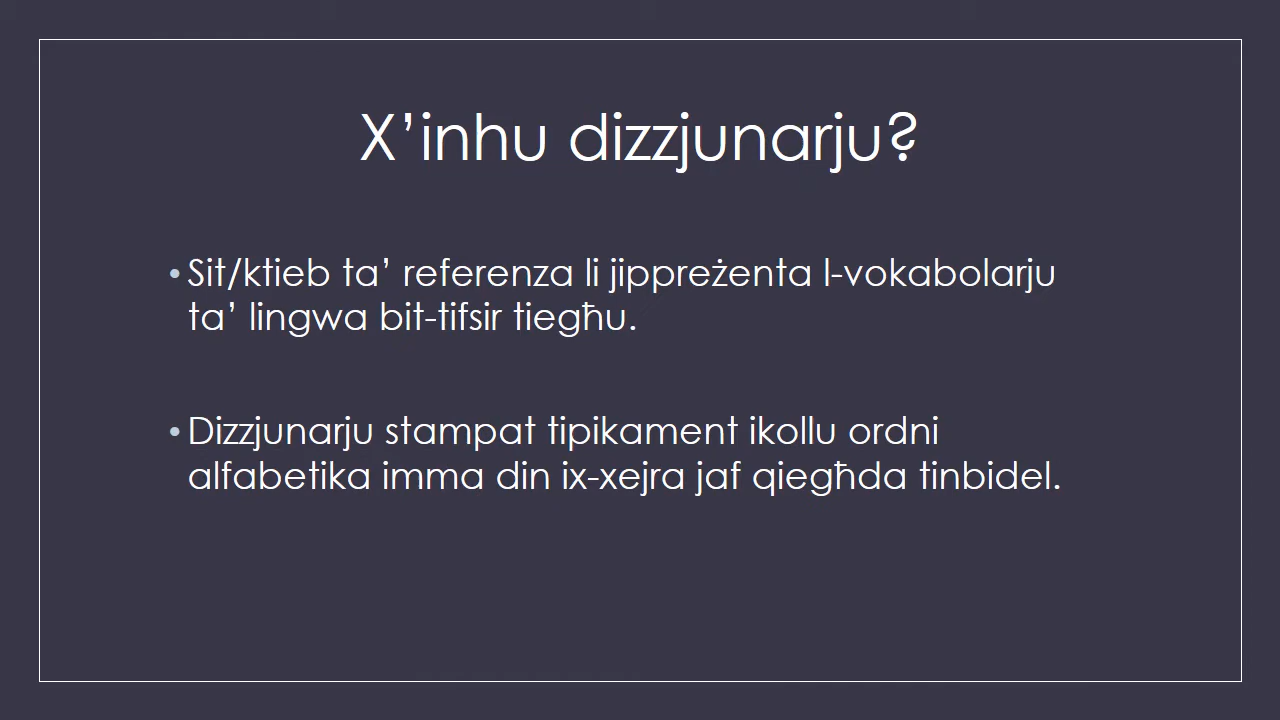 X’inhu dizzjunarju?
• Sit/ktieb ta’ referenza li jippreżenta l-vokabolarju
ta’ lingwa bit-tifsir tiegħu.
• Dizzjunarju stampat tipikament ikollu ordni
alfabetika imma din ix-xejra jaf qiegħda tinbidel.